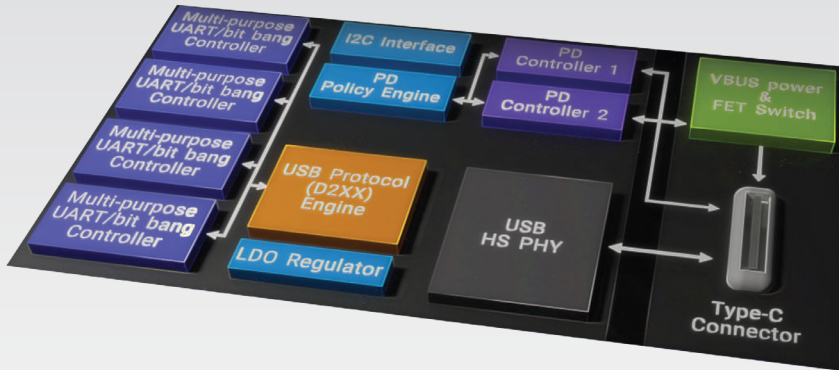 Multi-purpose
UART/bit bang
Controller
Multi-purpose
UART/bit bang
Controller
Multi-purpose
UART/bit bang
Controller
Multi-purpose
UART/bit bang
Controller
I2C Interface
PD
Policy Engine
PD
Controller 1
PD
Controller 2
VBUS power
&
FET Switch
USB Protocol
(D2XX)
Engine
LDO Regulator
USB
HS PHY
Type-C
Connector